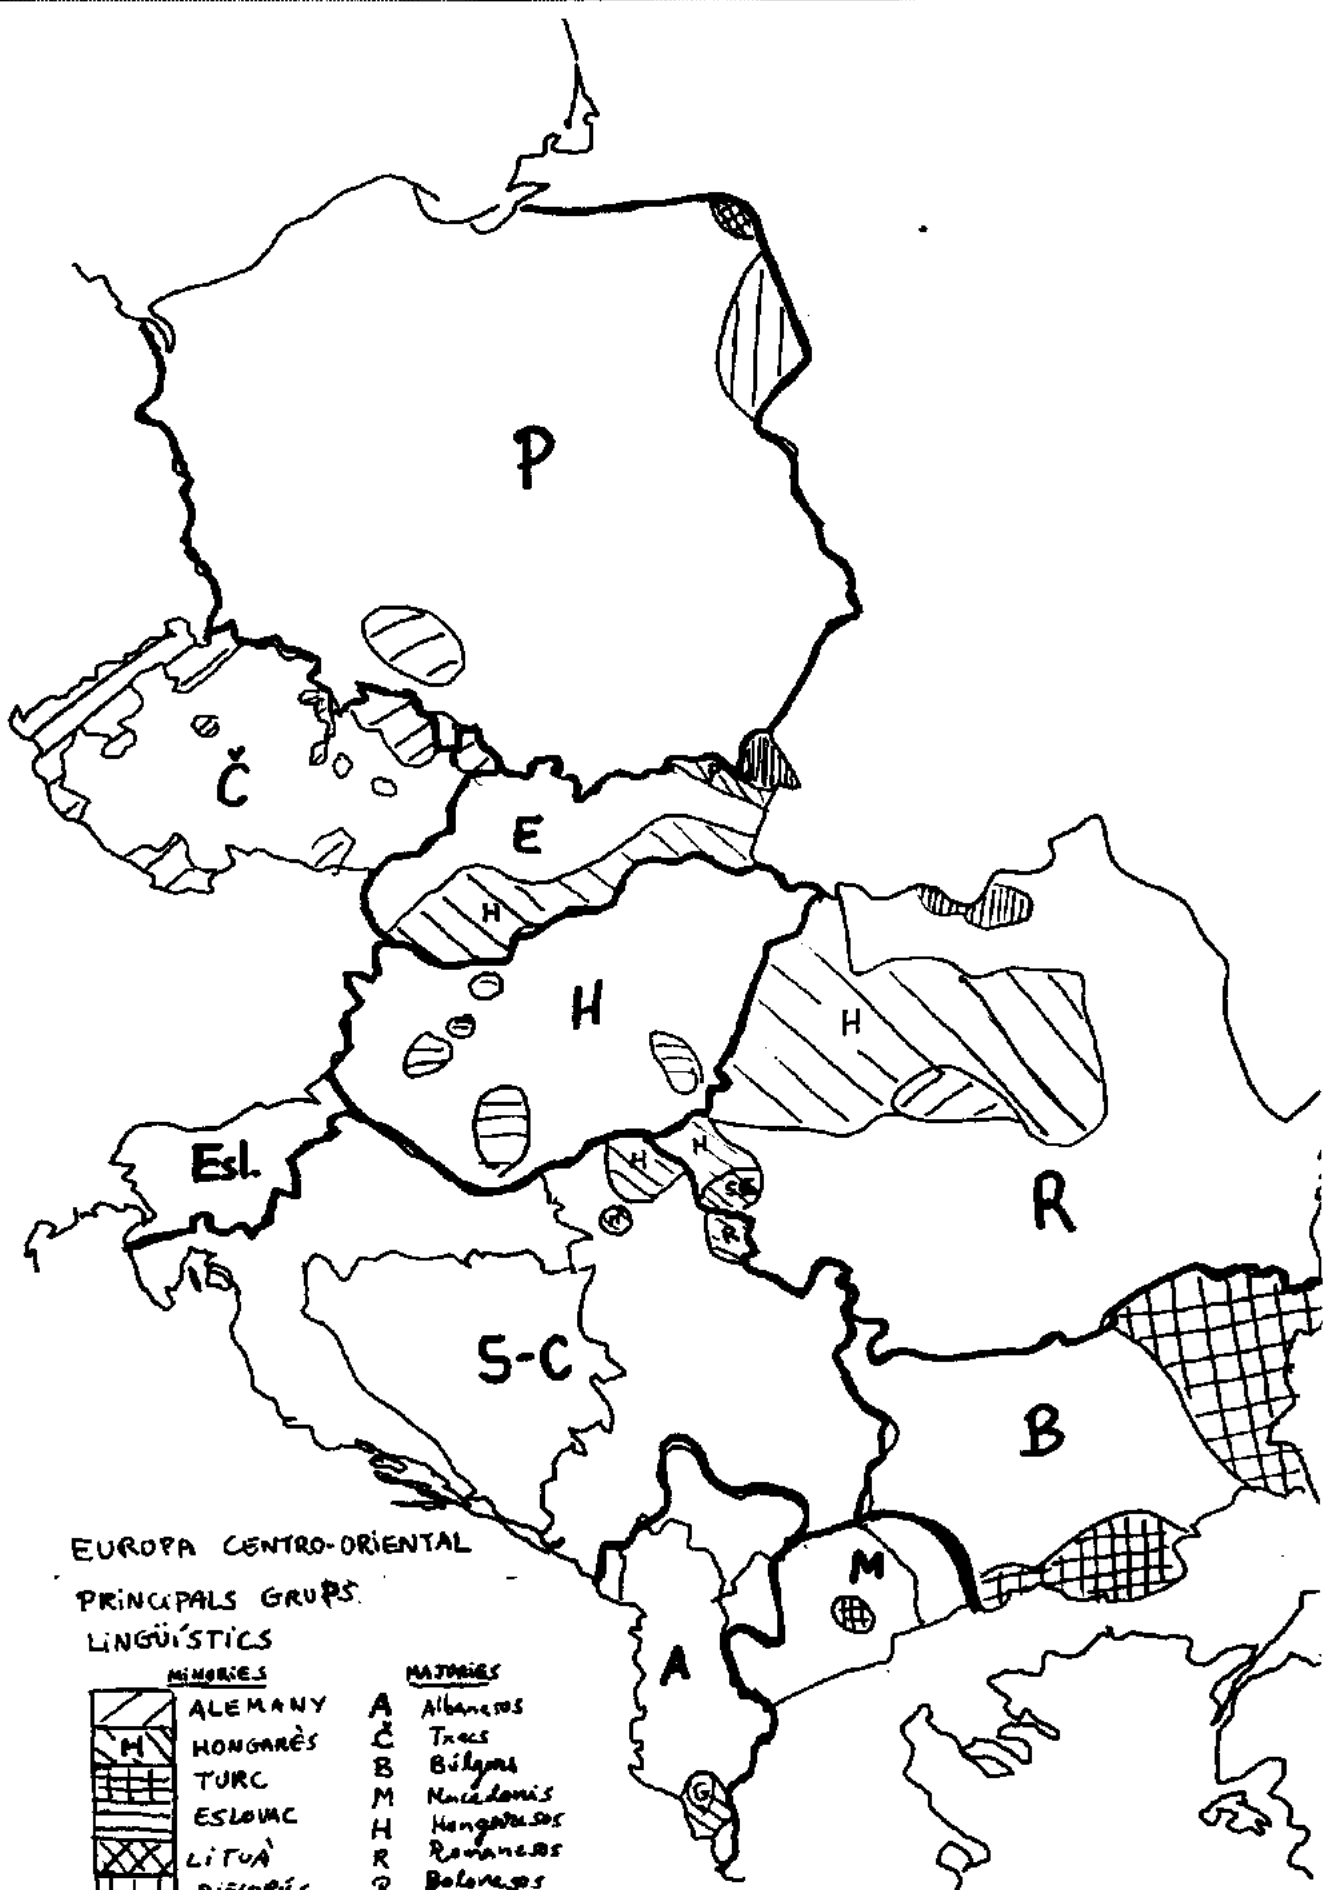 P
Č
P
E
H
H
H
Esl.
H
H
R
R
S-C
B
M
A
G
EUROPA CENTRO-ORIENTAL
PRINCIPALS GRUPS.
LINGÜÍSTICS
MINORIES
ALEMANY
H HONGARÈS
TURC
ESLOVAC
LITUÀ
MAJORIES
A Albanesos
Č Txecs
B Búlgars
M Macedonis
H Hongaresos
R Romanesos
P Polonesos